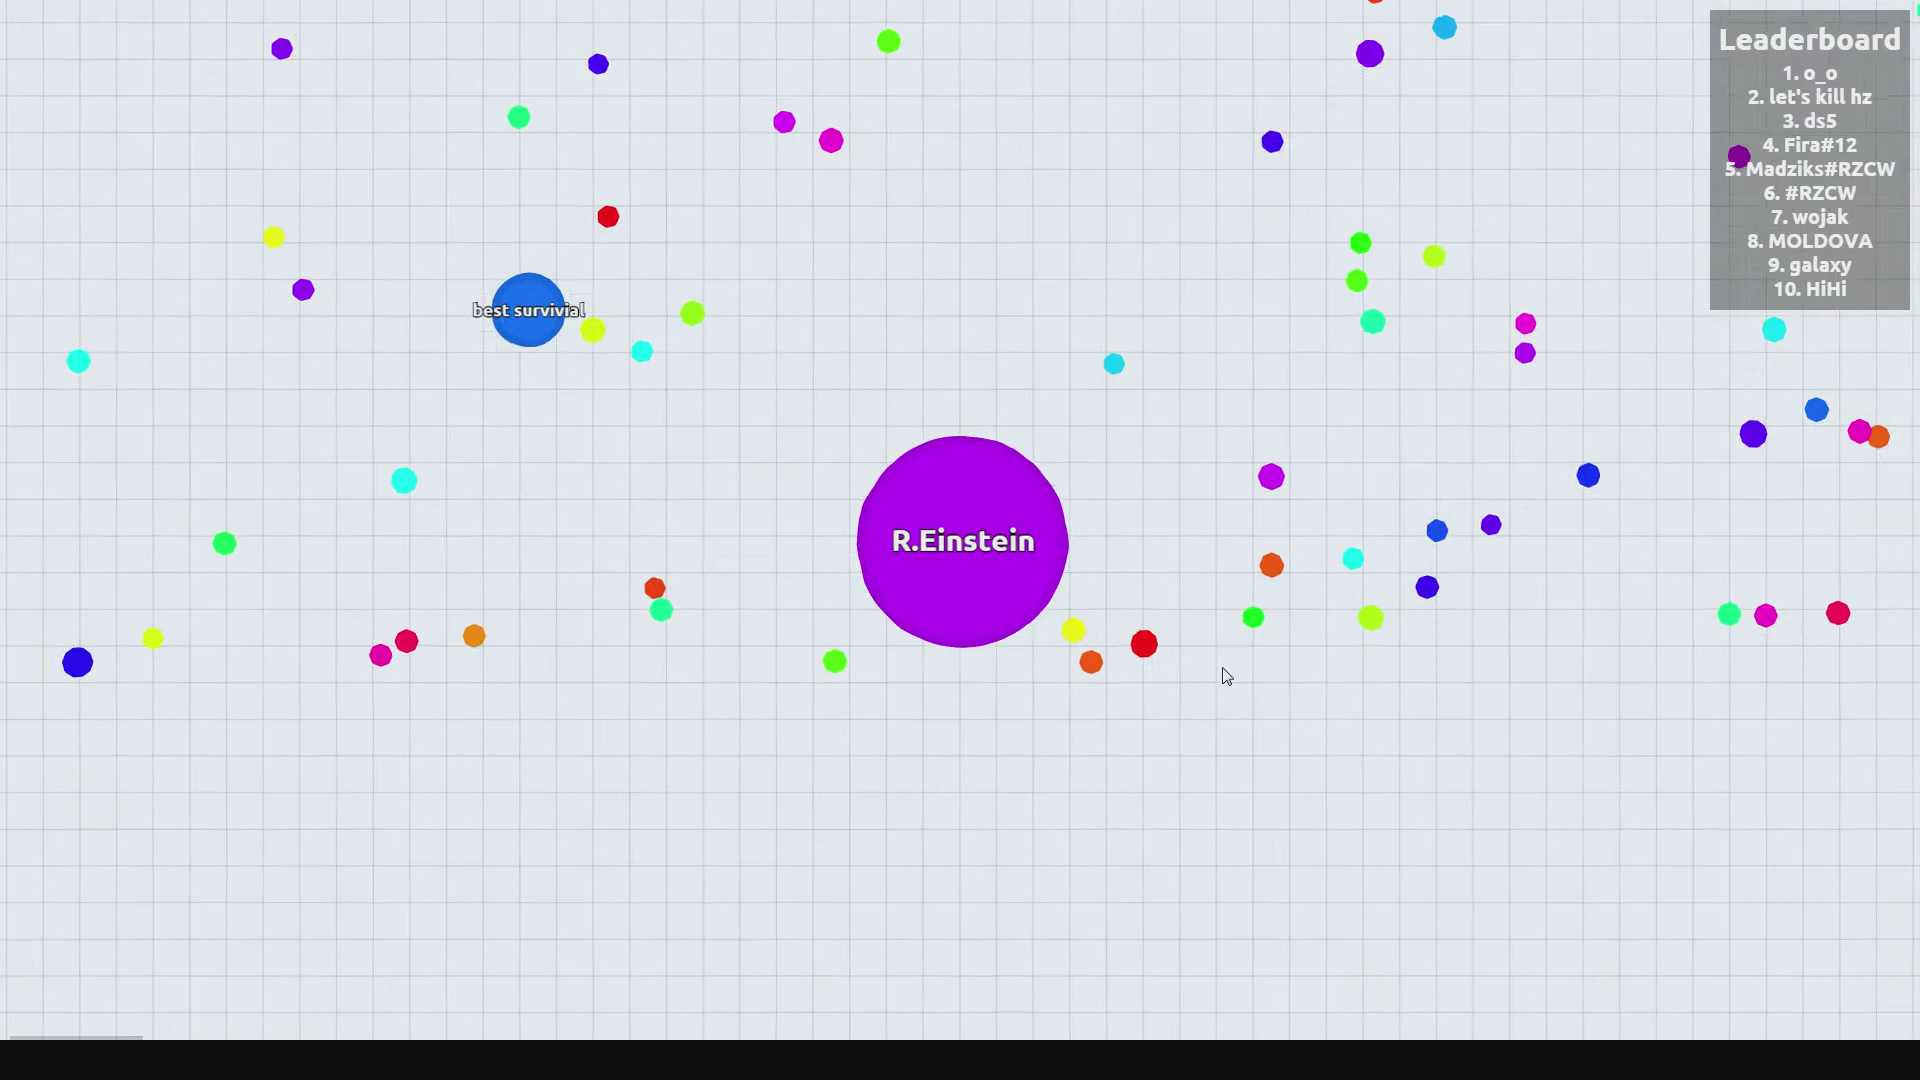 Leaderboard
1. o_o
2. let's kill hz
3. ds5
4. Fira#12
5. Madziks#RZCW
6. #RZCW
7. wojak
8. MOLDOVA
9. galaxy
10. HiHi
best survivial
R.Einstein